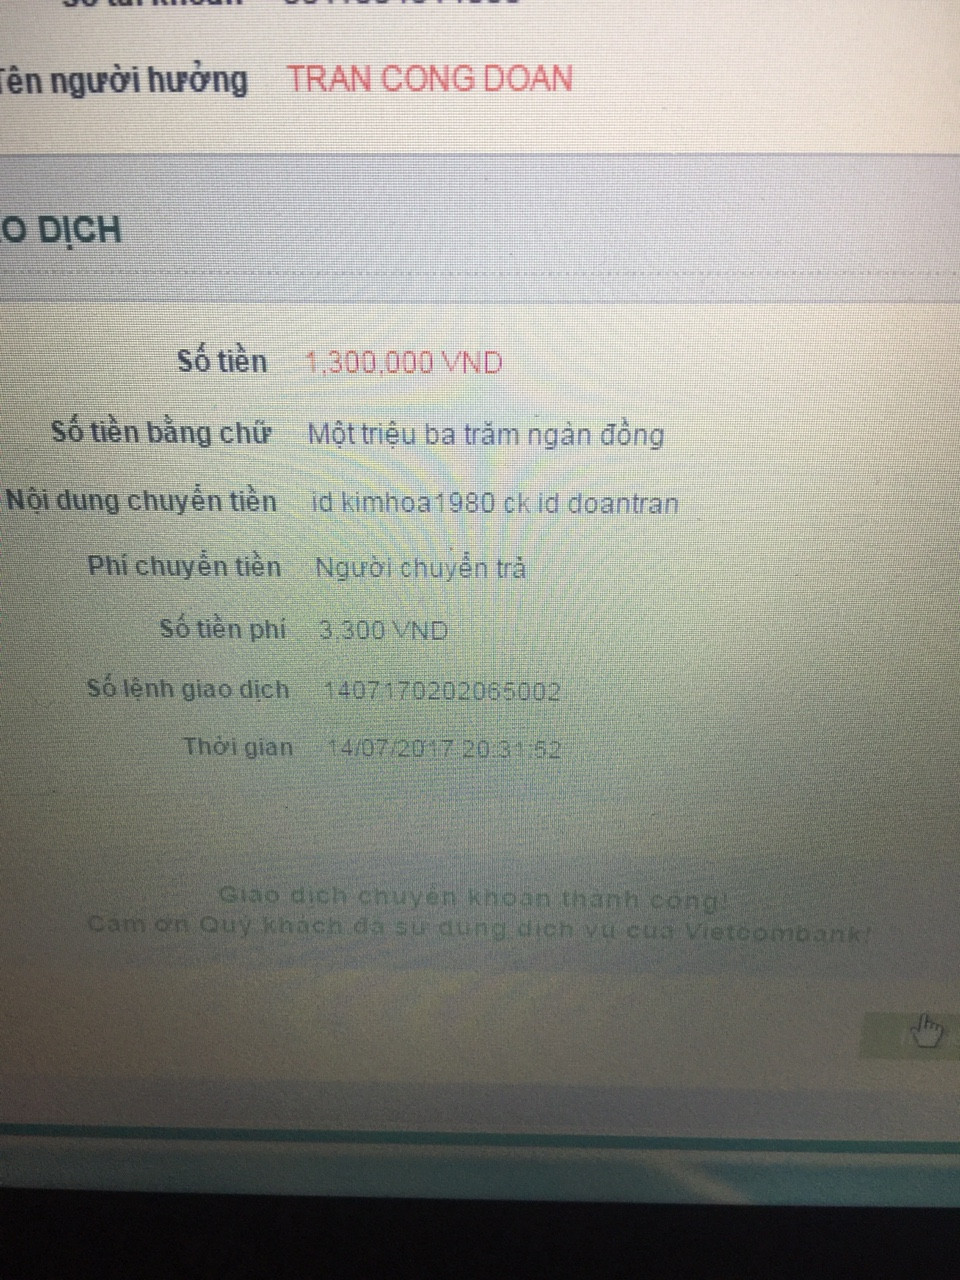 Tên người hưởng TRAN CONG DOAN
O DỊCH
Số tiền 1,300,000 VND
Số tiền bằng chữ Một triệu ba trăm ngàn đồng
Nội dung chuyển tiền id kimhoa1980 ck id doantran
Phí chuyển tiền Người chuyển trả
Số tiền phí 3,300 VND
Số lệnh giao dịch 1407170202065002
Thời gian 14/07/2017 20:31:52
Giao dịch chuyển khoản thành công!
Cám ơn Quý khách đã sử dụng dịch vụ của Vietcombank!